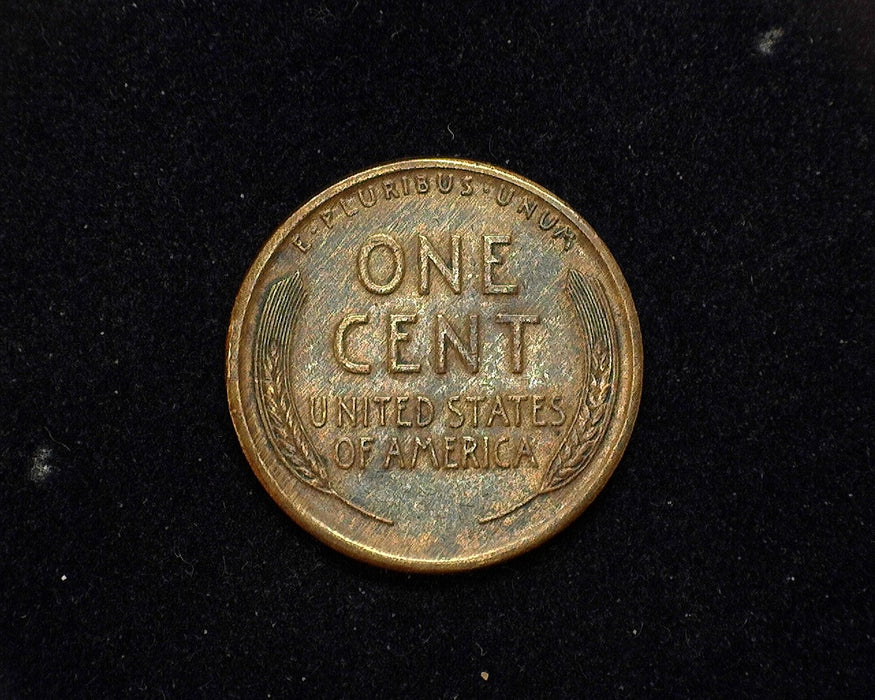 E·PLURIBUS·UNUM
ONE
CENT
UNITED STATES
OF AMERICA